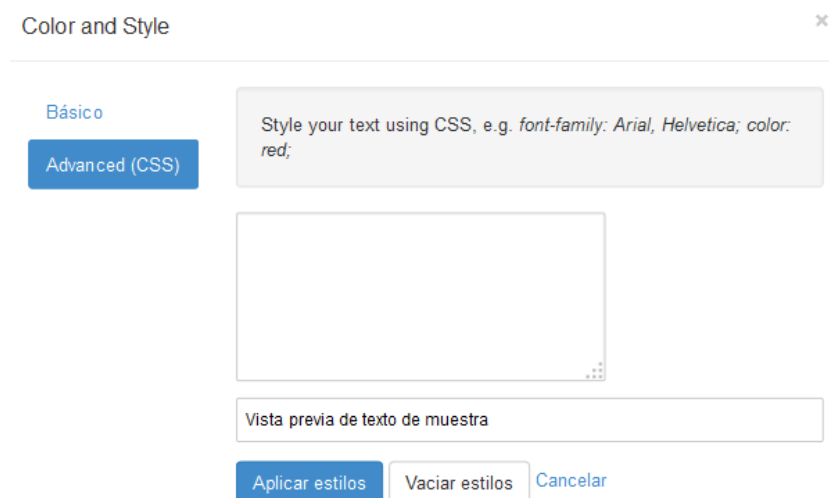 Color and Style
×
Básico
Advanced (CSS)
Style your text using CSS, e.g. font-family: Arial, Helvetica; color:
red;
Vista previa de texto de muestra
Aplicar estilos
Vaciar estilos
Cancelar